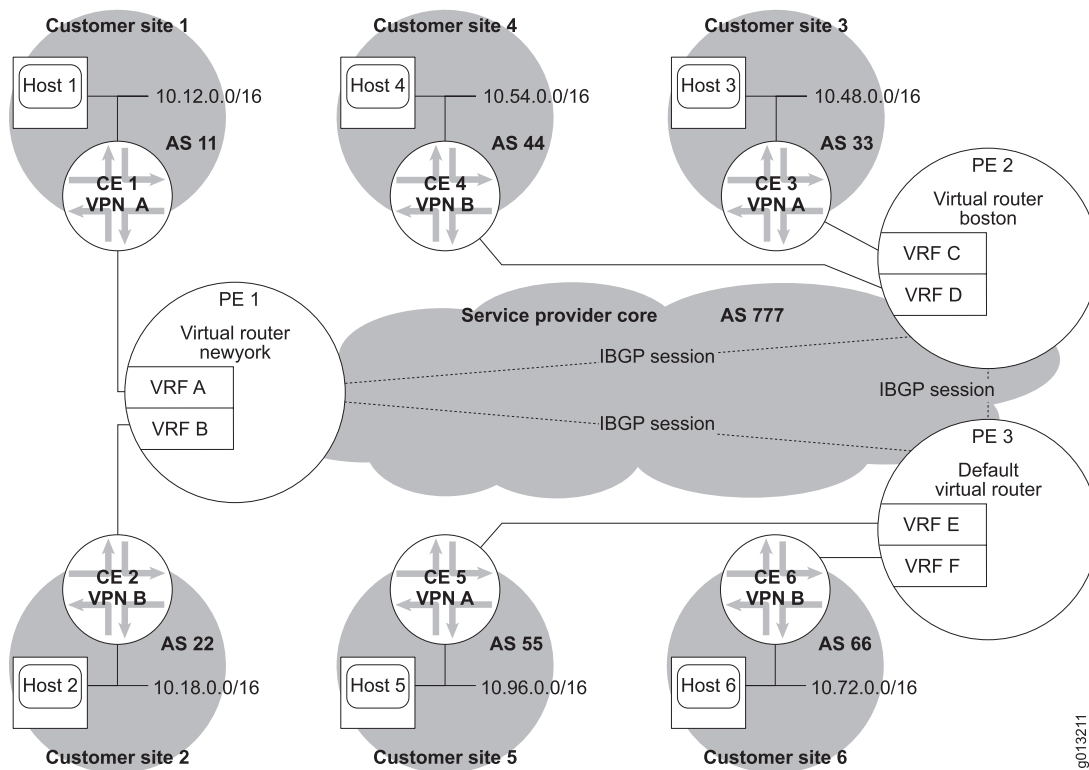 Customer site 1
Customer site 4
Customer site 3
Host 1
10.12.0.0/16
Host 4
10.54.0.0/16
Host 3
10.48.0.0/16
AS 11
AS 44
AS 33
CE 1
VPN A
CE 4
VPN B
CE 3
VPN A
PE 2
Virtual router
boston
VRF C
VRF D
PE 1
Virtual router
newyork
VRF A
VRF B
Service provider core
AS 777
IBGP session
IBGP session
IBGP session
PE 3
Default
virtual router
VRF E
VRF F
CE 2
VPN B
CE 5
VPN A
CE 6
VPN B
AS 22
AS 55
AS 66
Host 2
10.18.0.0/16
Host 5
10.96.0.0/16
Host 6
10.72.0.0/16
Customer site 2
Customer site 5
Customer site 6
g013211